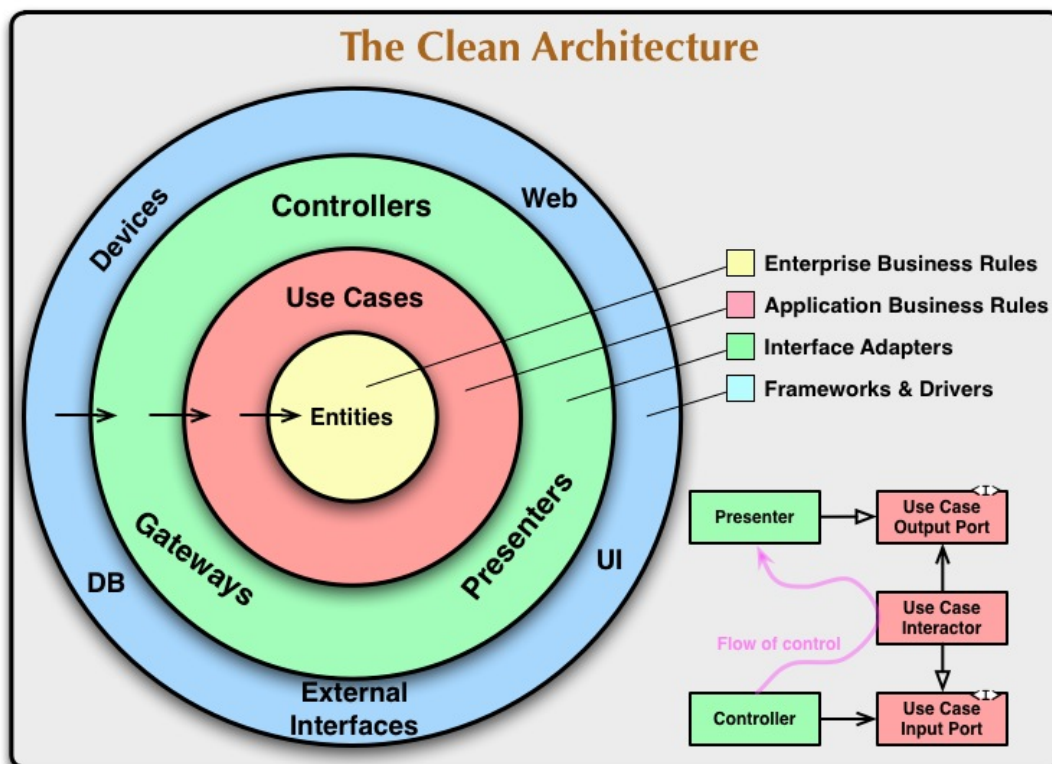 The Clean Architecture
Devices
Web
Controllers
Use Cases
Entities
Gateways
Presenters
DB
UI
External
Interfaces
Enterprise Business Rules
Application Business Rules
Interface Adapters
Frameworks & Drivers
Presenter
<I>
Use Case
Output Port
Use Case
Interactor
Flow of control
Controller
<I>
Use Case
Input Port